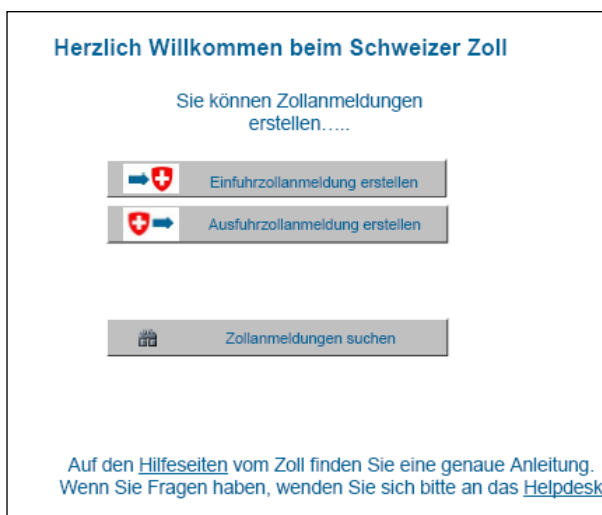 Herzlich Willkommen beim Schweizer Zoll
Sie können Zollanmeldungen
erstellen.....
Einfuhrzollanmeldung erstellen
Ausfuhrzollanmeldung erstellen
Zollanmeldungen suchen
Auf den Hilfeseiten vom Zoll finden Sie eine genaue Anleitung.
Wenn Sie Fragen haben, wenden Sie sich bitte an das Helpdesk